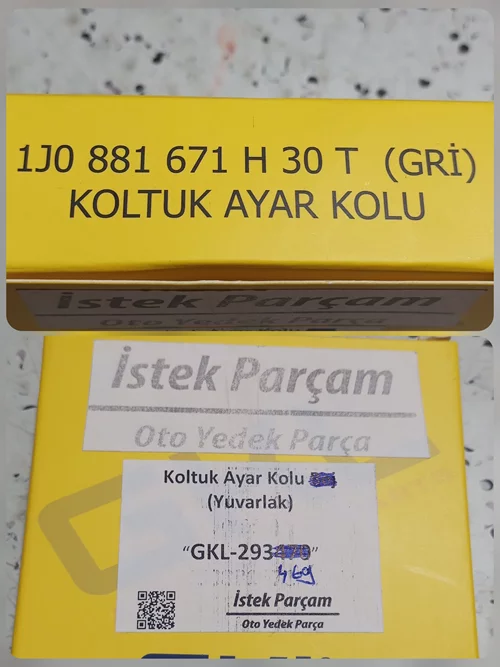 1J0 881 671 H 30 T (GRİ)
KOLTUK AYAR KOLU
İstek Parçam
Oto Yedek Parça
İstek Parçam
Oto Yedek Parça
Koltuk Ayar Kolu
(Yuvarlak)
"GKL-293
469
İstek Parçam
Oto Yedek Parça